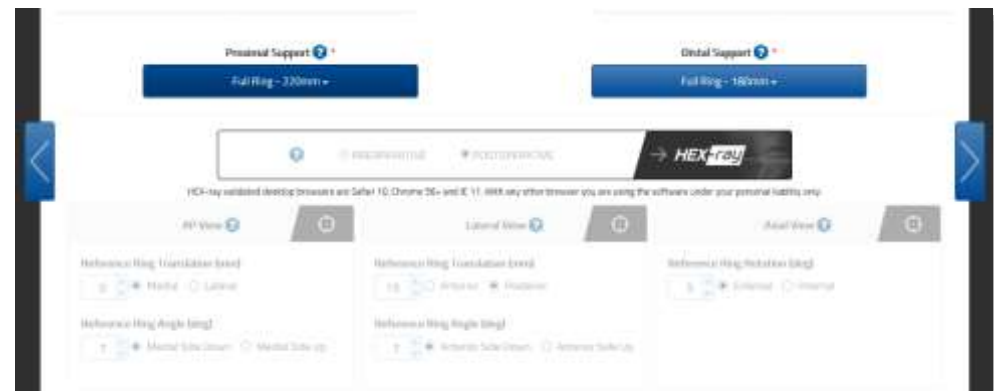 Proximal Support ? *
Distal Support ? *
Full Ring - 220mm
Full Ring - 180mm
? PREOPERATIVE POSTOPERATIVE → HEX-ray
HEX-ray validated desktop browsers are Safari 10, Chrome 56+ and IE 11. With any other browser you are using the software under your personal liability only.
AP View ?
Lateral View ?
Axial View ?
Reference Ring Translation (mm)
Reference Ring Translation (mm)
Reference Ring Rotation (deg)
Medial Lateral
Anterior Posterior
5 External Internal
Reference Ring Angle (deg)
Reference Ring Angle (deg)
7 Medial Side Down Medial Side Up
7 Anterior Side Down Anterior Side Up